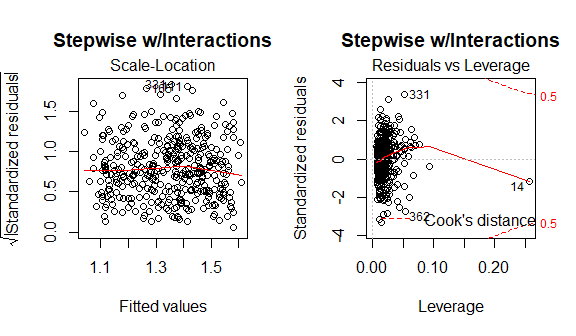 Stepwise w/Interactions
Scale-Location
√|Standardized residuals|
0.0 0.5 1.0 1.5
1.1 1.3 1.5
Fitted values
Stepwise w/Interactions
Residuals vs Leverage
Standardized residuals
-4 -2 0 2 4
331
14
362
Cook's distance
0.5
0.5
0.00 0.10 0.20
Leverage